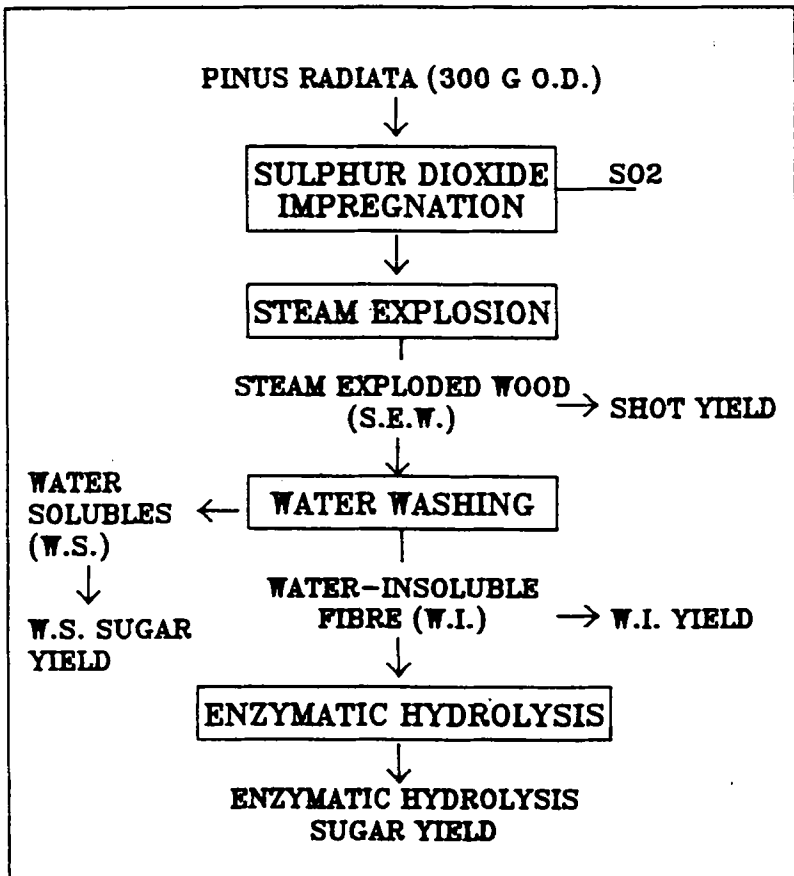 PINUS RADIATA (300 G O.D.)
SULPHUR DIOXIDE
IMPREGNATION
SO2
STEAM EXPLOSION
STEAM EXPLODED WOOD
(S.E.W.)
SHOT YIELD
WATER WASHING
WATER
SOLUBLES
(W.S.)
W.S. SUGAR
YIELD
WATER-INSOLUBLE
FIBRE (W.I.)
W.I. YIELD
ENZYMATIC HYDROLYSIS
ENZYMATIC HYDROLYSIS
SUGAR YIELD